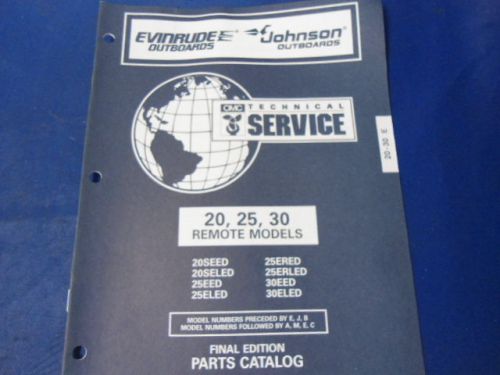 EVINRUDE Johnson®
OUTBOARDS OUTBOARDS
OMC TECHNICAL
SERVICE
20-30 E
20, 25, 30
REMOTE MODELS
20SEED 25ERED
20SELED 25ERLED
25EED 30EED
25ELED 30ELED
MODEL NUMBERS PRECEDED BY E, J, B
MODEL NUMBERS FOLLOWED BY A, M, E, C
FINAL EDITION
PARTS CATALOG